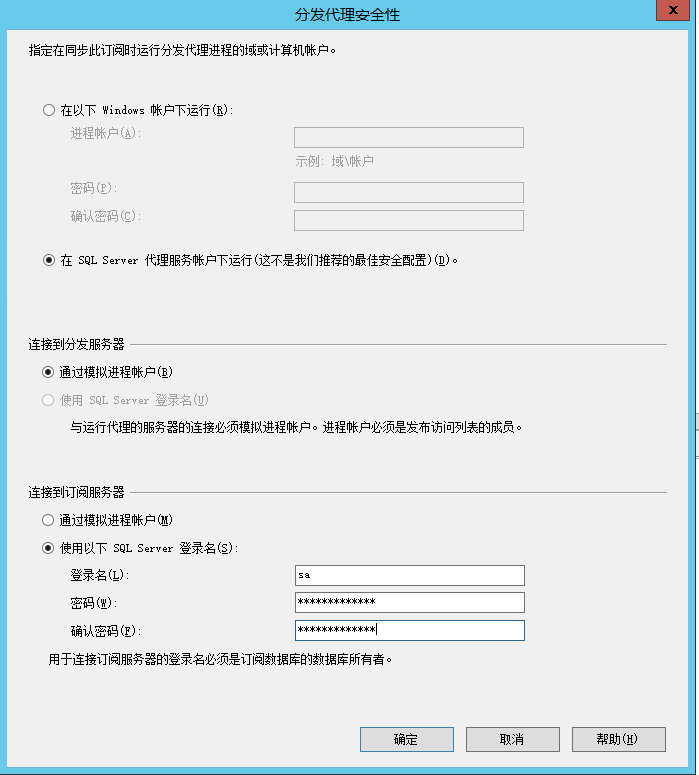 分发代理安全性
x
指定在同步此订阅时运行分发代理进程的域或计算机帐户。
在以下 Windows 帐户下运行(R):
进程帐户(A):
示例: 域\帐户
密码(P):
确认密码(C):
在 SQL Server 代理服务帐户下运行(这不是我们推荐的最佳安全配置)(D)。
连接到分发服务器
通过模拟进程帐户(B)
使用 SQL Server 登录名(U)
与运行代理的服务器的连接必须模拟进程帐户。进程帐户必须是发布访问列表的成员。
连接到订阅服务器
通过模拟进程帐户(M)
使用以下 SQL Server 登录名(S):
登录名(L): sa
密码(W): *************
确认密码(F): *************
用于连接订阅服务器的登录名必须是订阅数据库的数据库所有者。
确定 取消 帮助(H)